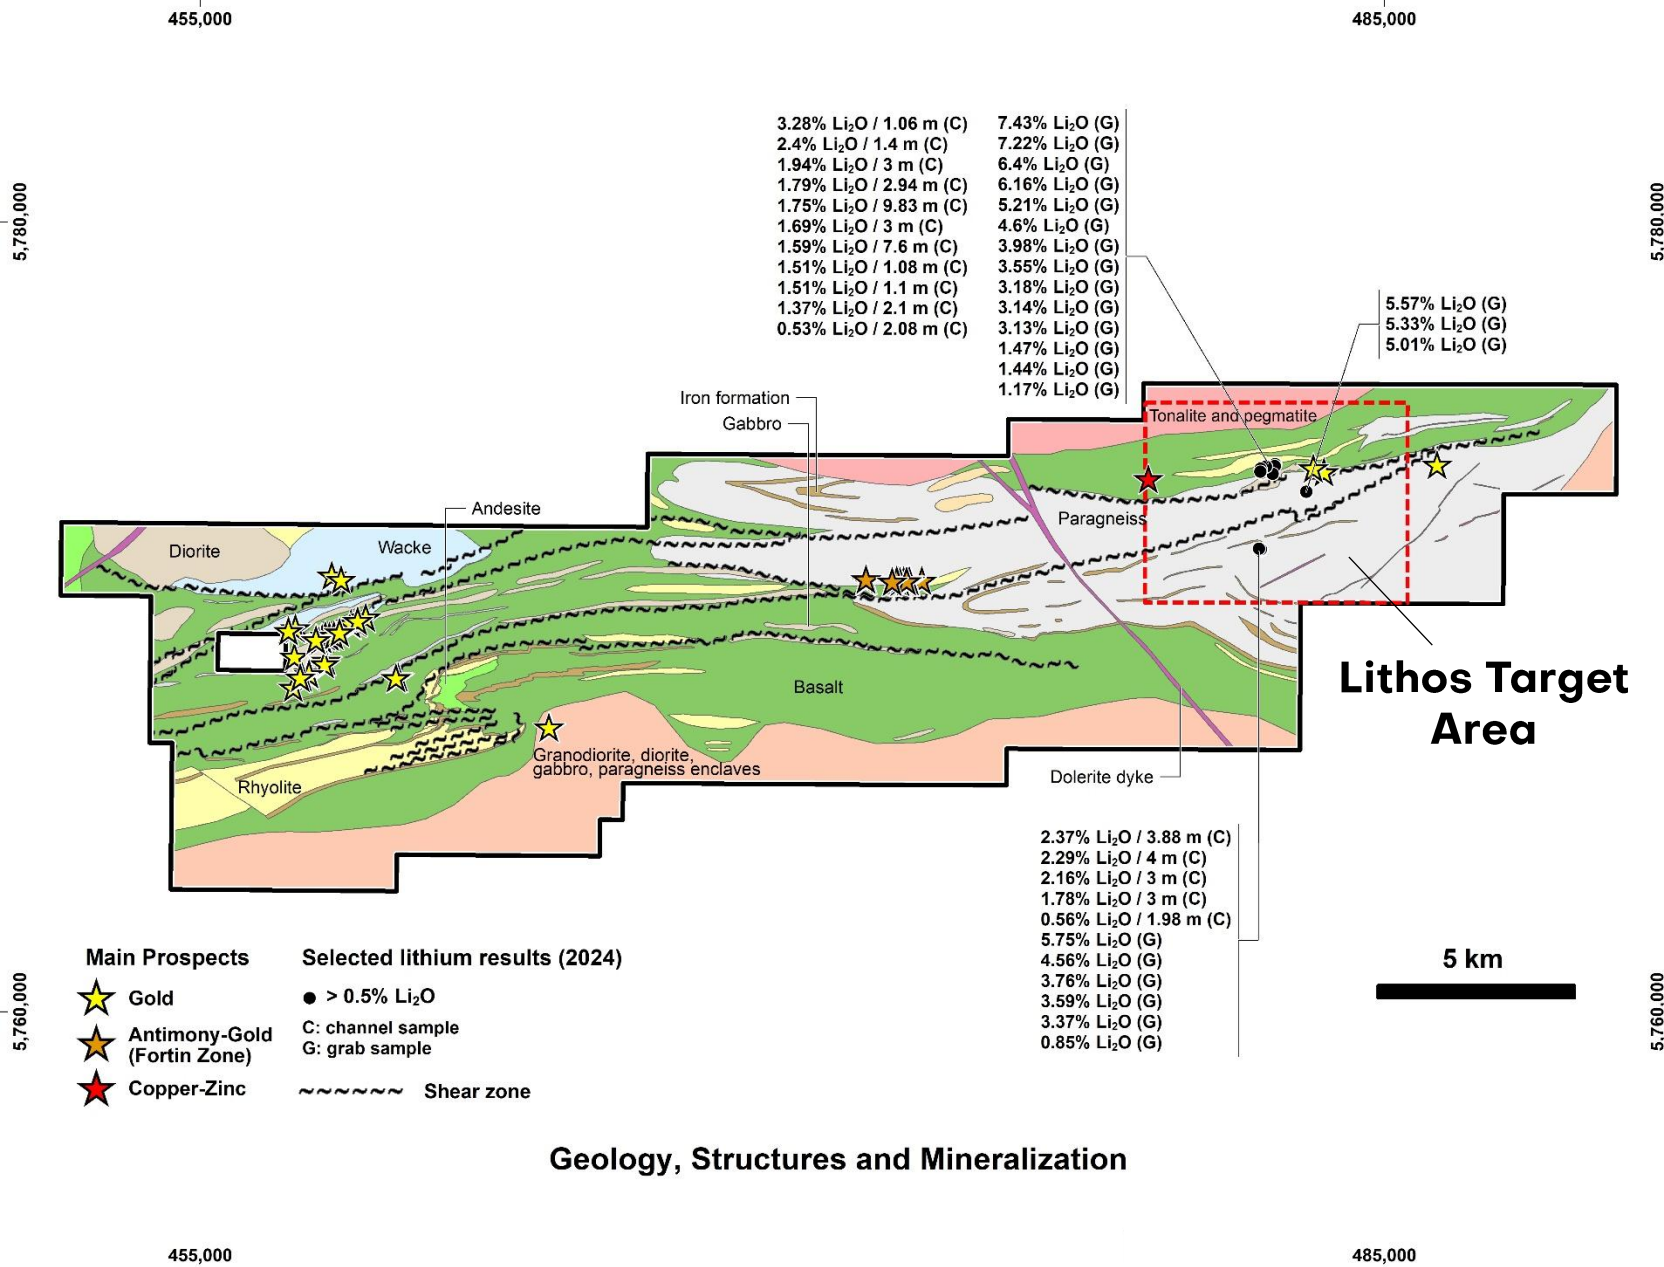 455,000
485,000
5,780,000
5,780,000
3.28% Li₂O / 1.06 m (C)
2.4% Li₂O / 1.4 m (C)
1.94% Li₂O / 3 m (C)
1.79% Li₂O / 2.94 m (C)
1.75% Li₂O / 9.83 m (C)
1.69% Li₂O / 3 m (C)
1.59% Li₂O / 7.6 m (C)
1.51% Li₂O / 1.08 m (C)
1.51% Li₂O / 1.1 m (C)
1.37% Li₂O / 2.1 m (C)
0.53% Li₂O / 2.08 m (C)
7.43% Li₂O (G)
7.22% Li₂O (G)
6.4% Li₂O (G)
6.16% Li₂O (G)
5.21% Li₂O (G)
4.6% Li₂O (G)
3.98% Li₂O (G)
3.55% Li₂O (G)
3.18% Li₂O (G)
3.14% Li₂O (G)
3.13% Li₂O (G)
1.47% Li₂O (G)
1.44% Li₂O (G)
1.17% Li₂O (G)
5.57% Li₂O (G)
5.33% Li₂O (G)
5.01% Li₂O (G)
Iron formation
Gabbro
Tonalite and pegmatite
Andesite
Paragneiss
Diorite
Wacke
Basalt
Lithos Target
Area
Granodiorite, diorite,
gabbro, paragneiss enclaves
Rhyolite
Dolerite dyke
2.37% Li₂O / 3.88 m (C)
2.29% Li₂O / 4 m (C)
2.16% Li₂O / 3 m (C)
1.78% Li₂O / 3 m (C)
0.56% Li₂O / 1.98 m (C)
5.75% Li₂O (G)
4.56% Li₂O (G)
3.76% Li₂O (G)
3.59% Li₂O (G)
3.37% Li₂O (G)
0.85% Li₂O (G)
5 km
5,760,000
5,760,000
Main Prospects
Gold
Antimony-Gold
(Fortin Zone)
Copper-Zinc
Selected lithium results (2024)
> 0.5% Li₂O
C: channel sample
G: grab sample
Shear zone
Geology, Structures and Mineralization
455,000
485,000